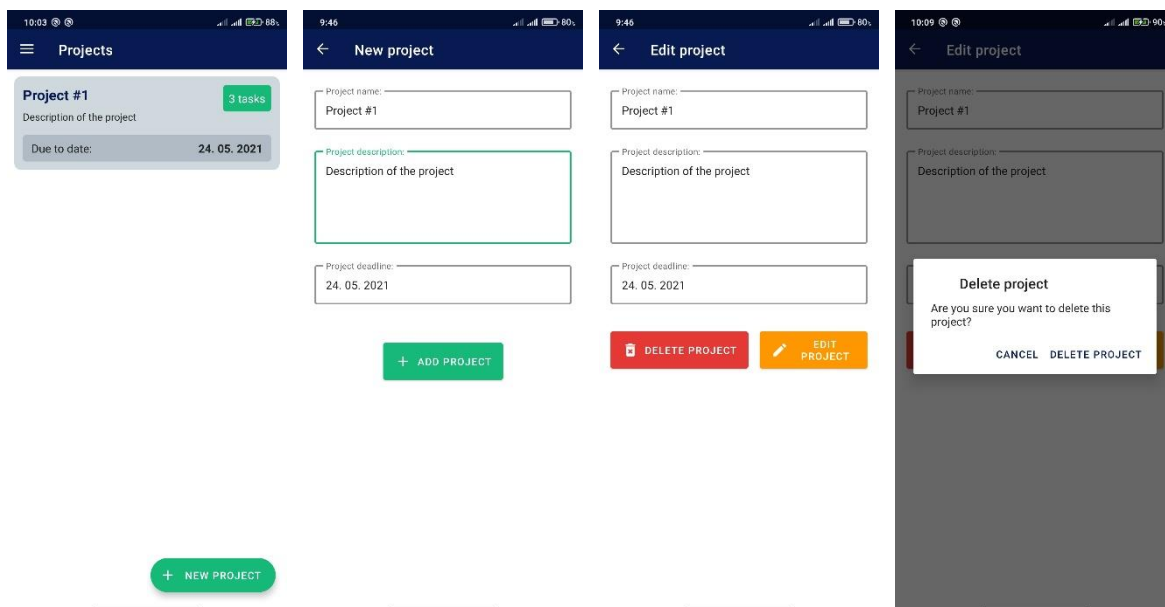 10:03 88%
Projects
Project #1
3 tasks
Description of the project
Due to date: 24. 05. 2021
+ NEW PROJECT
9:46 80%
New project
Project name:
Project #1
Project description:
Description of the project
Project deadline:
24. 05. 2021
+ ADD PROJECT
9:46 80%
Edit project
Project name:
Project #1
Project description:
Description of the project
Project deadline:
24. 05. 2021
DELETE PROJECT
EDIT
PROJECT
10:09 90%
Edit project
Project name:
Project #1
Project description:
Description of the project
Delete project
Are you sure you want to delete this
project?
CANCEL DELETE PROJECT